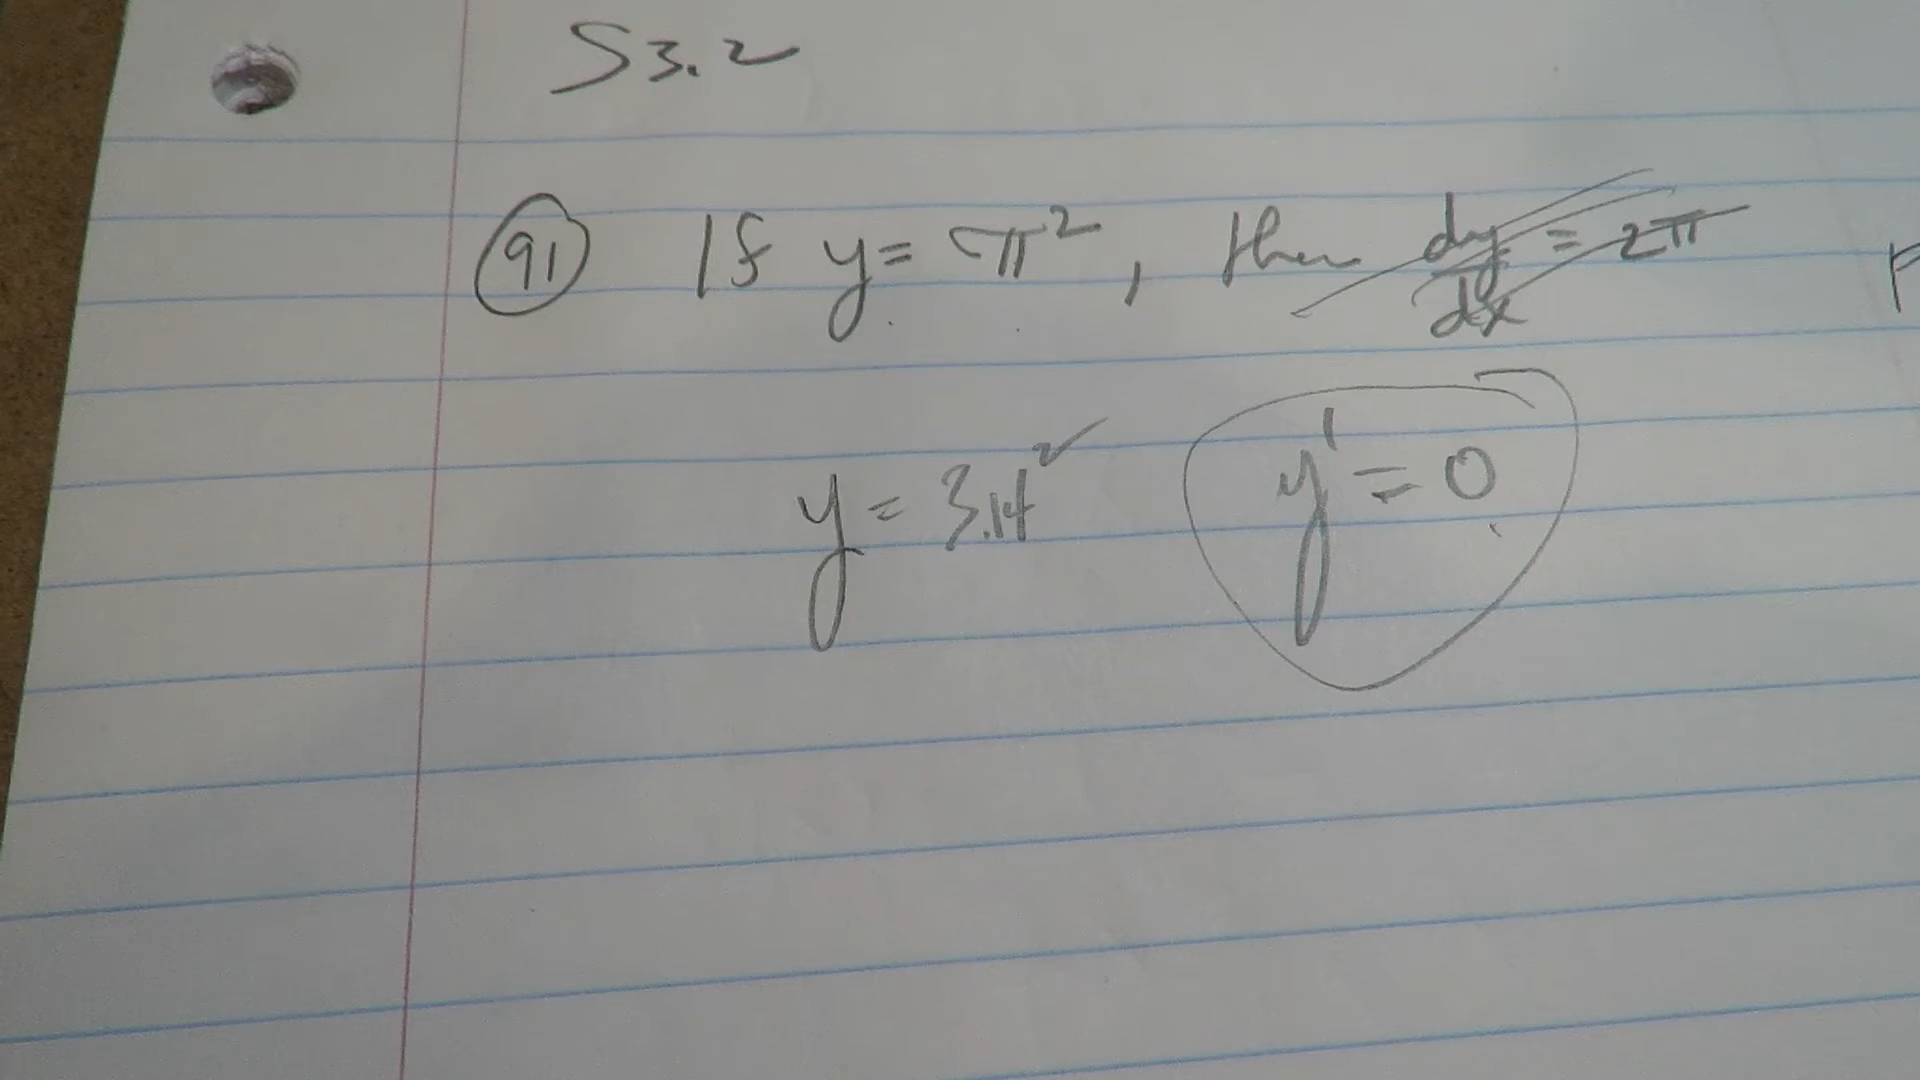 S3.2
91 If y = π², then dy/dx = 2π
y = 3.14² y' = 0